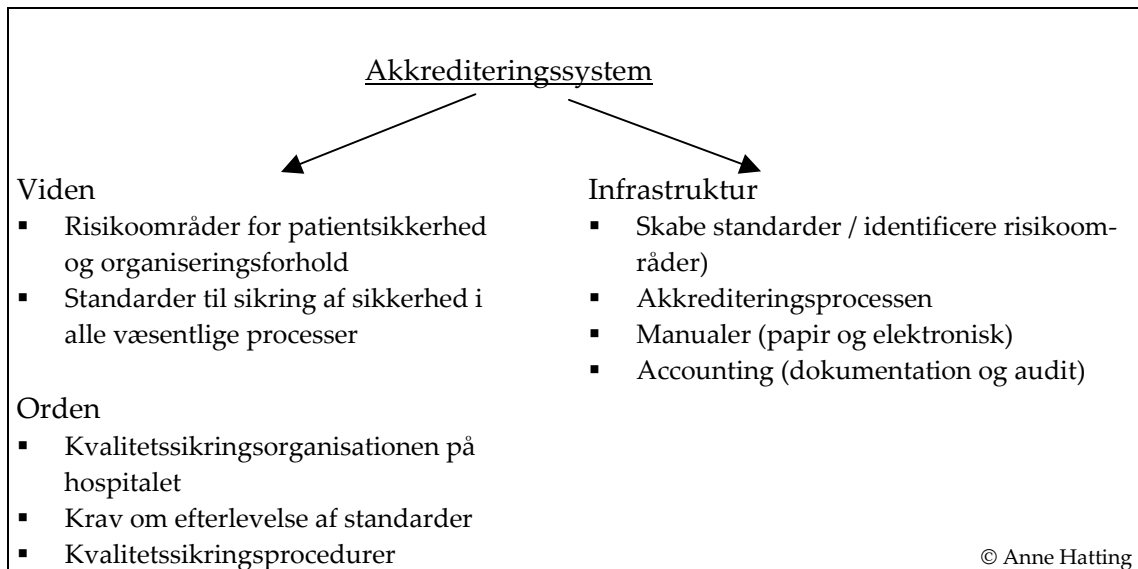 Akkrediteringssystem
Viden
▪ Risikoområder for patientsikkerhed
og organiseringsforhold
▪ Standarder til sikring af sikkerhed i
alle væsentlige processer
Orden
▪ Kvalitetssikringsorganisationen på
hospitalet
▪ Krav om efterlevelse af standarder
▪ Kvalitetssikringsprocedurer
Infrastruktur
▪ Skabe standarder / identificere risikoom-
råder)
▪ Akkrediteringsprocessen
▪ Manualer (papir og elektronisk)
▪ Accounting (dokumentation og audit)
© Anne Hatting